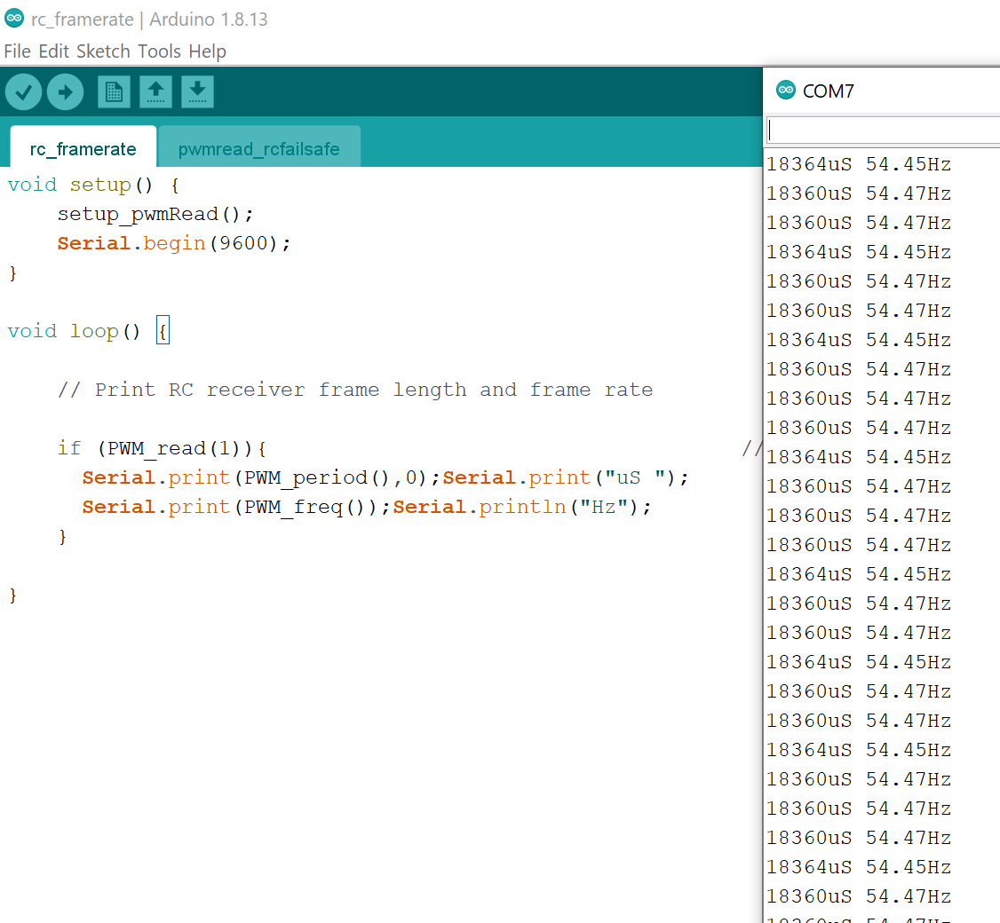 rc_framerate | Arduino 1.8.13
File Edit Sketch Tools Help
rc_framerate
pwmread_rcfailsafe
void setup() {
    setup_pwmRead();
    Serial.begin(9600);
}
void loop() {
    // Print RC receiver frame length and frame rate
    if (PWM_read(1)){ //
      Serial.print(PWM_period(),0);Serial.print("uS ");
      Serial.print(PWM_freq());Serial.println("Hz");
    }
}
COM7
18364uS 54.45Hz
18360uS 54.47Hz
18360uS 54.47Hz
18364uS 54.45Hz
18360uS 54.47Hz
18360uS 54.47Hz
18364uS 54.45Hz
18360uS 54.47Hz
18360uS 54.47Hz
18360uS 54.47Hz
18364uS 54.45Hz
18360uS 54.47Hz
18360uS 54.47Hz
18360uS 54.47Hz
18364uS 54.45Hz
18360uS 54.47Hz
18360uS 54.47Hz
18364uS 54.45Hz
18360uS 54.47Hz
18360uS 54.47Hz
18364uS 54.45Hz
18360uS 54.47Hz
18360uS 54.47Hz
18360uS 54.47Hz
18364uS 54.45Hz
18360uS 54.47Hz
18360uS 54.47Hz